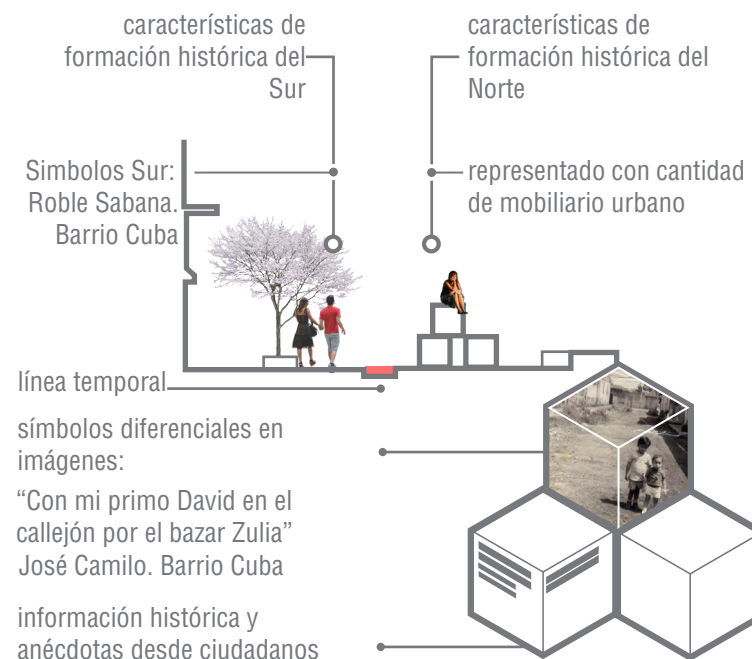 características de
formación histórica del
Sur
características de
formación histórica del
Norte
Simbolos Sur:
Roble Sabana.
Barrio Cuba
representado con cantidad
de mobiliario urbano
línea temporal
símbolos diferenciales en
imágenes:
“Con mi primo David en el
callejón por el bazar Zulia”
José Camilo. Barrio Cuba
información histórica y
anécdotas desde ciudadanos